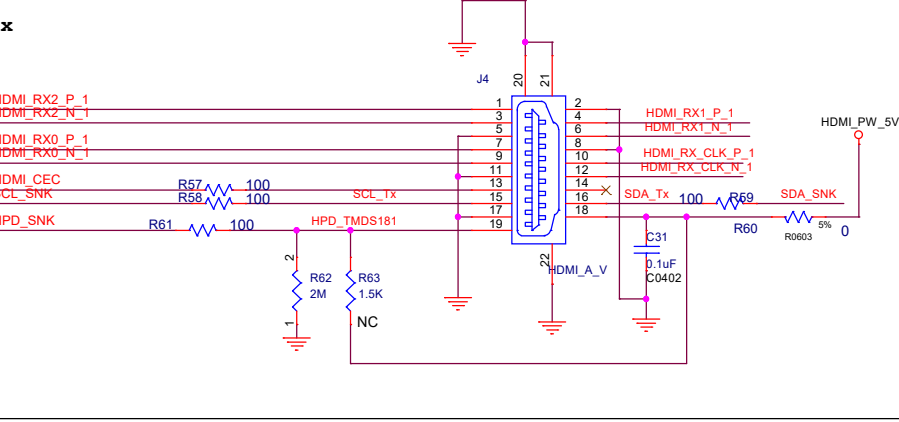 x
J4
20
21
HDMI_RX2_P_1
HDMI_RX2_N_1
HDMI_RX0_P_1
HDMI_RX0_N_1
HDMI_CEC
SCL_SNK
HPD_SNK
R57
100
R58
100
R61
100
SCL_Tx
HPD_TMDS181
1
3
5
7
9
11
13
15
17
19
2
4
6
8
10
12
14
16
18
22
HDMI_A_V
HDMI_RX1_P_1
HDMI_RX1_N_1
HDMI_RX_CLK_P_1
HDMI_RX_CLK_N_1
HDMI_PW_5V
SDA_Tx
100
R59
SDA_SNK
R60
R0603
5%
0
C31
0.1uF
C0402
2
R62
2M
1
R63
1.5K
NC